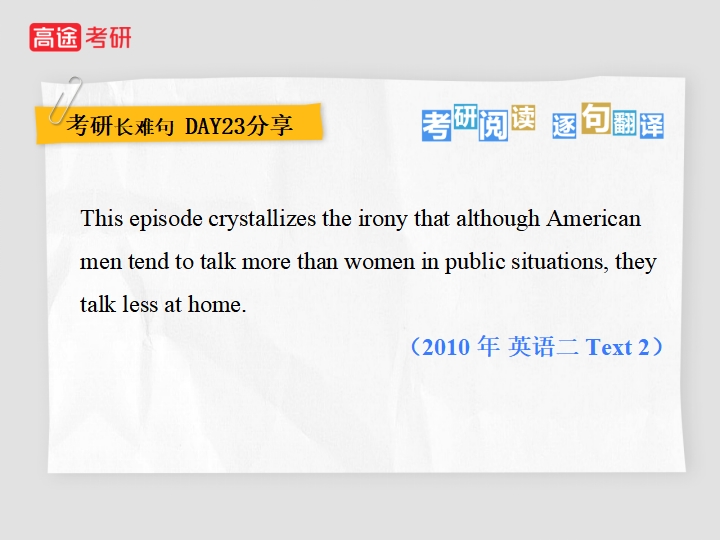 高途考研
考研长难句 DAY23分享
考研阅读 逐句翻译
This episode crystallizes the irony that although American
men tend to talk more than women in public situations, they
talk less at home.
（2010 年 英语二 Text 2）